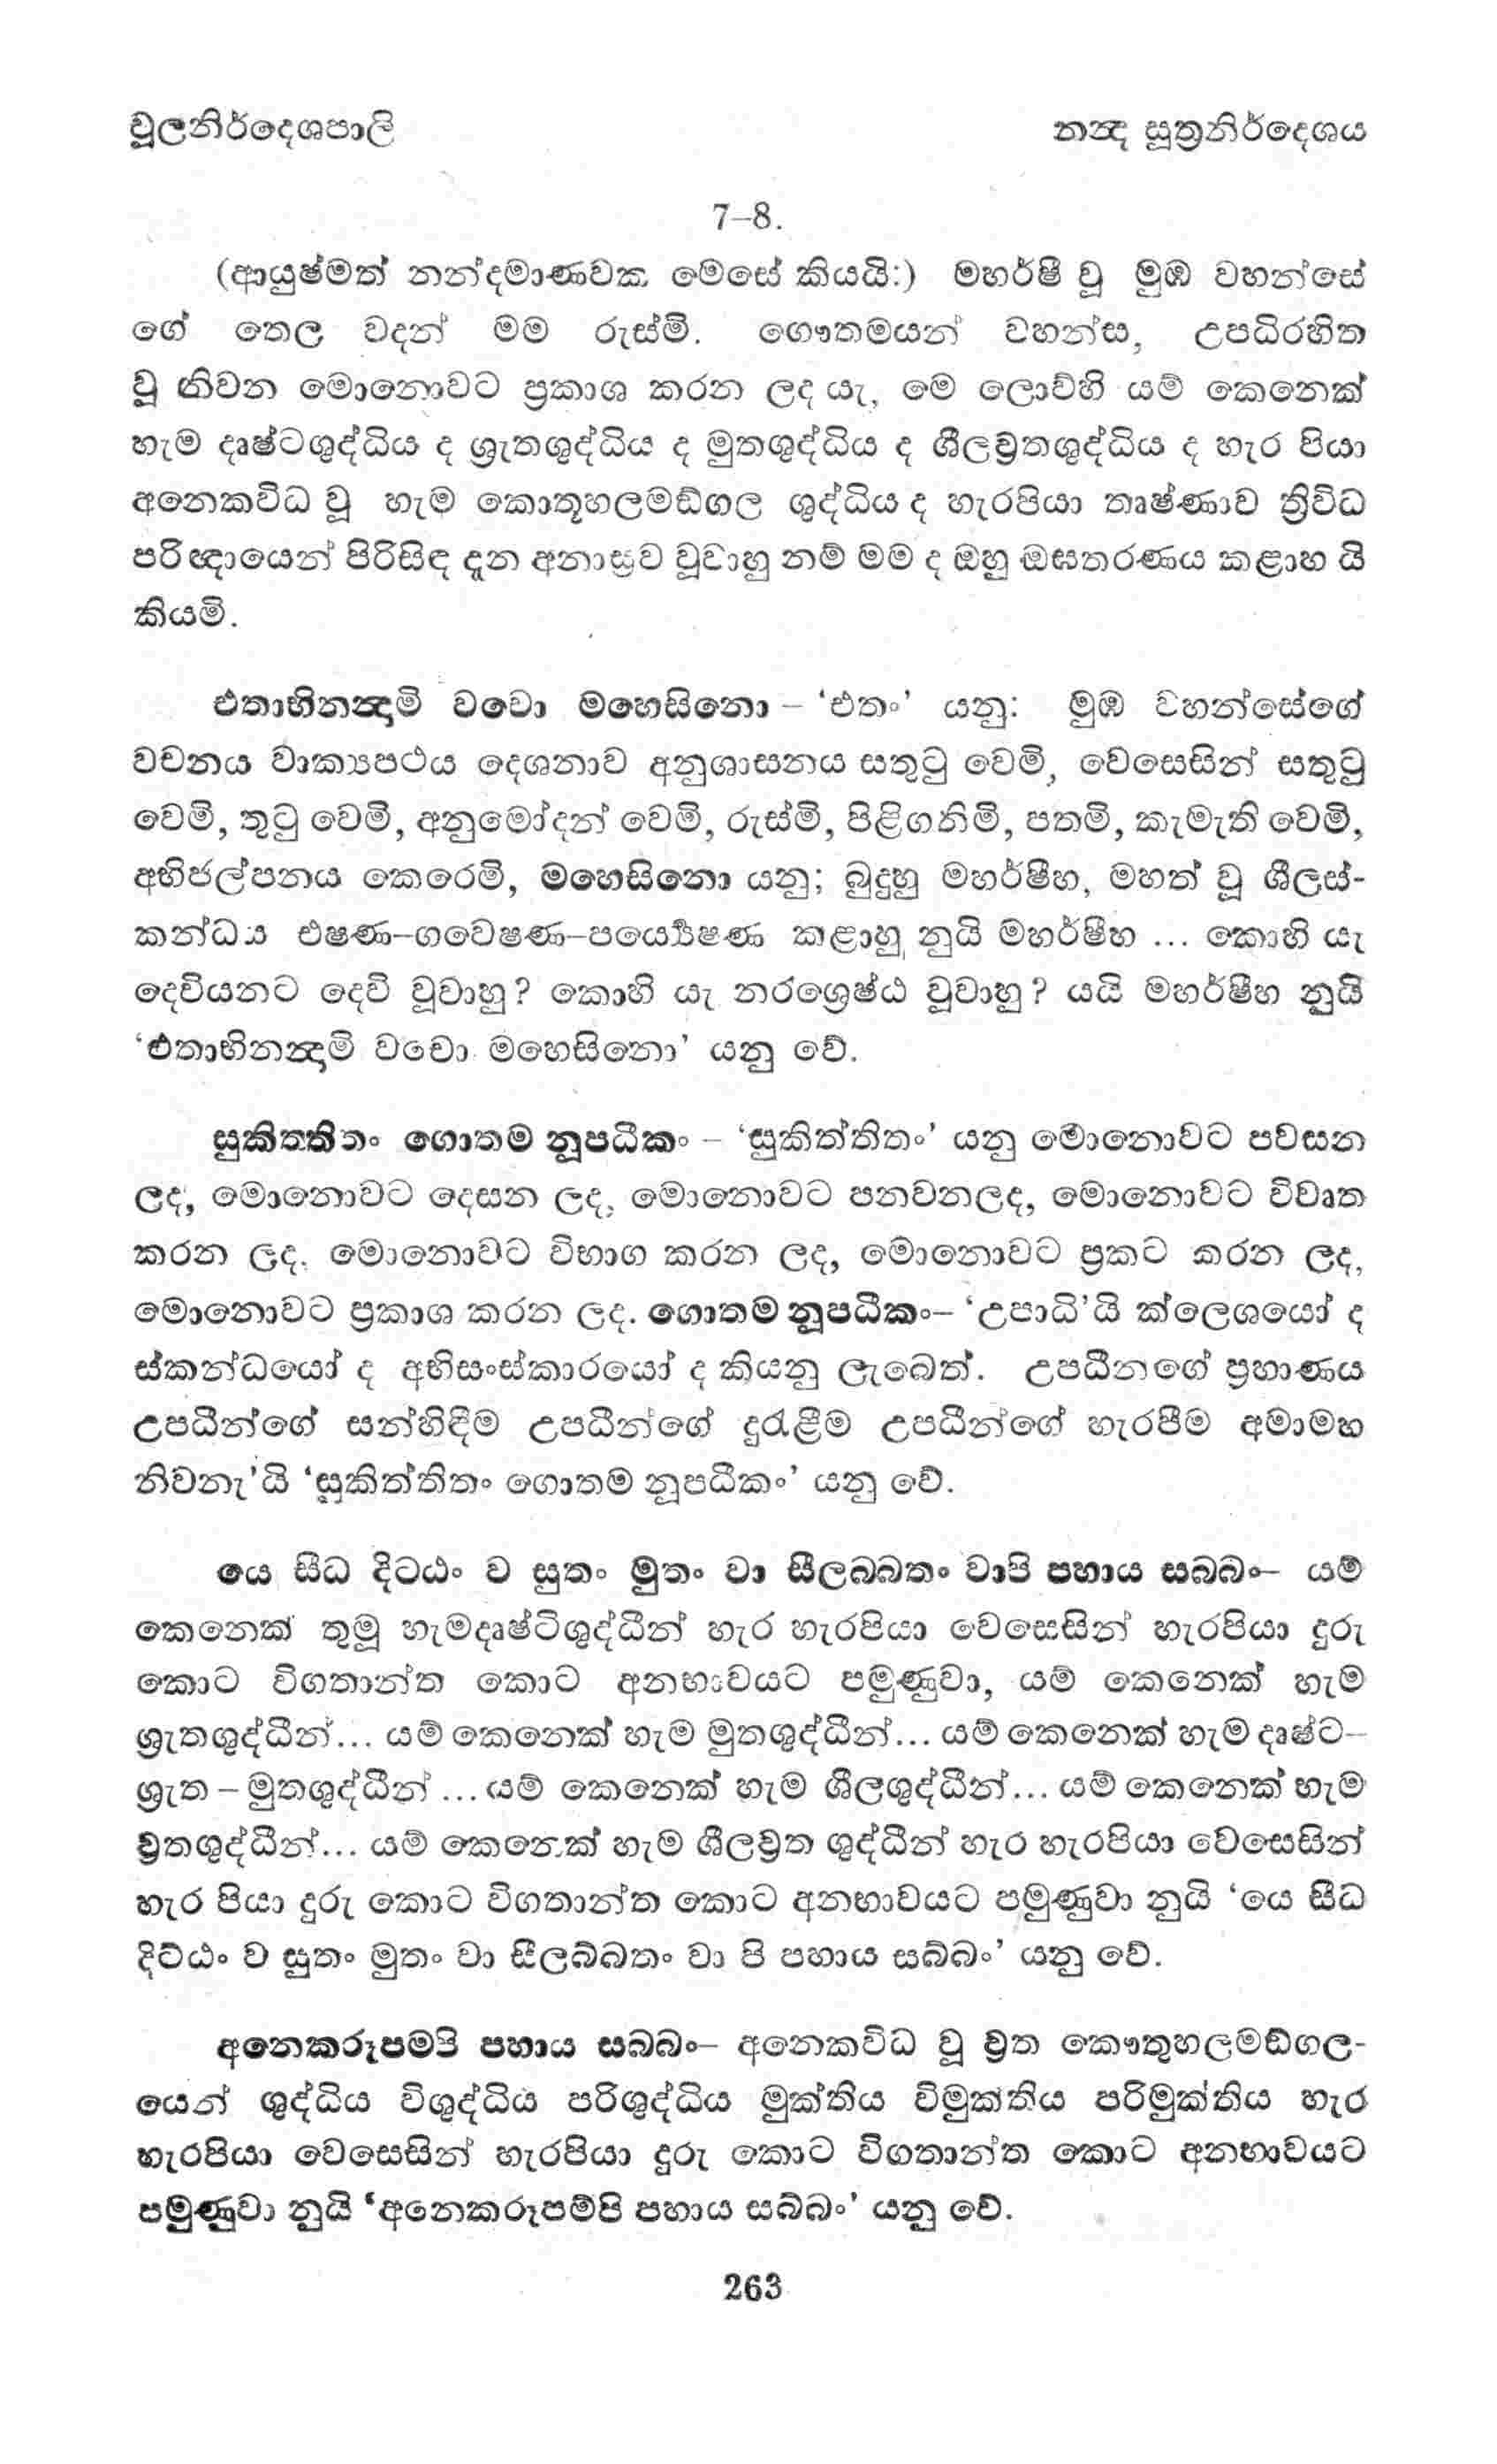 චූලනිර්දෙශපාලි
නන්‍ද සූත්‍රනිර්දෙශය
7–8.
(ආයුෂ්මත් නන්දමාණවක මෙසේ කියයි:) මහර්ෂී වූ මුඹ වහන්සේ
ගේ තෙල වදන් මම රුස්මි. ගෞතමයන් වහන්ස, උපධිරහිත
වූ නිවන මොනොවට ප්‍රකාශ කරන ලද යැ, මෙ ලොව්හි යම් කෙනෙක්
හැම දෘෂ්ටශුද්ධිය ද ශ්‍රුතශුද්ධිය ද මුතශුද්ධිය ද ශීලව්‍රතශුද්ධිය ද හැර පියා
අනෙකවිධ වූ හැම කොතූහලමඞ්ගල ශුද්ධිය ද හැරපියා තෘෂ්ණාව ත්‍රිවිධ
පරිඥායෙන් පිරිසිඳ දැන අනාස්‍රව වූවාහු නම් මම ද ඔහු ඔඝතරණය කළාහ යි
කියමි.
එතාභිනන්‍දාමි වචො මහෙසිනො – ‘එතං’ යනු: මුඹ වහන්සේගේ
වචනය වාක්‍යපථය දෙශනාව අනුශාසනය සතුටු වෙමි, වෙසෙසින් සතුටු
වෙමි, තුටු වෙමි, අනුමෝදන් වෙමි, රුස්මි, පිළිගනිමි, පතමි, කැමැති වෙමි,
අභිජල්පනය කෙරෙමි, මහෙසිනො යනු; බුදුහු මහර්ෂීහ, මහත් වූ ශීලස්-
කන්ධය එෂණ–ගවෙෂණ–පර්‍ය්‍යෙෂණ කළාහු නුයි මහර්ෂීහ ... කොහි යැ
දෙවියනට දෙවි වූවාහු? කොහි යැ නරශ්‍රෙෂ්ඨ වූවාහු? යයි මහර්ෂීහ නුයි
‘එතාභිනන්‍දාමි වචො මහෙසිනො’ යනු වේ.
සුකිත්තිතං ගොතම නූපධීකං – ‘සුකිත්තිතං’ යනු මොනොවට පවසන
ලද, මොනොවට දෙසන ලද, මොනොවට පනවනලද, මොනොවට විවෘත
කරන ලද, මොනොවට විභාග කරන ලද, මොනොවට ප්‍රකට කරන ලද,
මොනොවට ප්‍රකාශ කරන ලද. ගොතම නූපධීකං– ‘උපාධි’යි ක්ලෙශයෝ ද
ස්කන්ධයෝ ද අභිසංස්කාරයෝ ද කියනු ලැබෙත්. උපධීනගේ ප්‍රහාණය
උපධීන්ගේ සන්හිඳීම උපධීන්ගේ දුරැළීම උපධීන්ගේ හැරපීම අමාමහ
නිවනැ’යි ‘සුකිත්තිතං ගොතම නූපධීකං’ යනු වේ.
යෙ සීධ දිට‍ඨං ව සුතං මුතං වා සීලබ‍බතං වාපි පහාය සබ‍බං– යම්
කෙනෙක් තුමූ හැමදෘෂ්ටිශුද්ධීන් හැර හැරපියා වෙසෙසින් හැරපියා දුරු
කොට විගතාන්ත කොට අනභාවයට පමුණුවා, යම් කෙනෙක් හැම
ශ්‍රුතශුද්ධීන්... යම් කෙනෙක් හැම මුතශුද්ධීන්... යම් කෙනෙක් හැම දෘෂ්ට–
ශ්‍රුත – මුතශුද්ධීන් ... යම් කෙනෙක් හැම ශීලශුද්ධීන්... යම් කෙනෙක් හැම
ව්‍රතශුද්ධීන්... යම් කෙනෙක් හැම ශීලව්‍රත ශුද්ධීන් හැර හැරපියා වෙසෙසින්
හැර පියා දුරු කොට විගතාන්ත කොට අනභාවයට පමුණුවා නුයි ‘යෙ සීධ
දිට්ඨං ව සුතං මුතං වා සීලබ්බතං වා පි පහාය සබ්බං’ යනු වේ.
අනෙකරූපමපි පහාය සබ‍බං– අනෙකවිධ වූ ව්‍රත කෞතුහලමඞ්ගල-
යෙන් ශුද්ධිය විශුද්ධිය පරිශුද්ධිය මුක්තිය විමුක්තිය පරිමුක්තිය හැර
හැරපියා වෙසෙසින් හැරපියා දුරු කොට විගතාන්ත කොට අනභාවයට
පමුණුවා නුයි ‘අනෙකරූපම්පි පහාය සබ්බං’ යනු වේ.
263